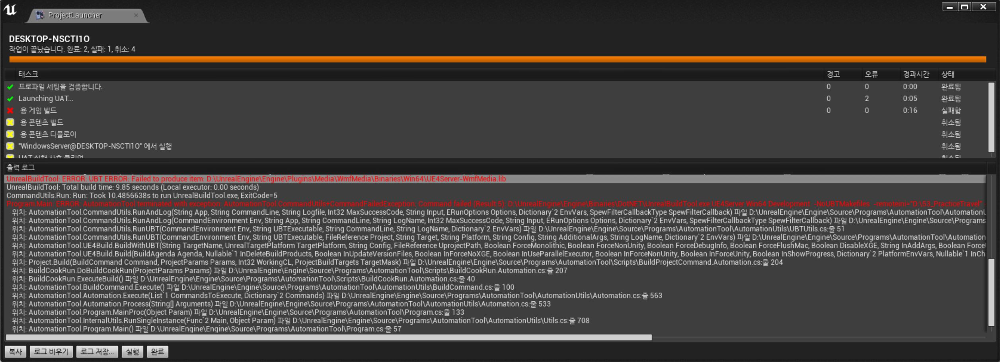 ProjectLauncher
DESKTOP-NSCTI1O
작업이 끝났습니다. 완료: 2, 실패: 1, 취소: 4
태스크 경고 오류 경과시간 상태
프로파일 세팅을 검증합니다. 0 0 0:00 완료됨
Launching UAT... 0 2 0:05 완료됨
용 게임 빌드 0 0 0:16 실패함
용 콘텐츠 빌드 취소됨
용 콘텐츠 디플로이 취소됨
"WindowsServer@DESKTOP-NSCTI1O" 에서 실행 취소됨
출력 로그
UnrealBuildTool: ERROR: UBT ERROR: Failed to produce item: D:\UnrealEngine\Engine\Plugins\Media\WmfMedia\Binaries\Win64\UE4Server-WmfMedia.lib
UnrealBuildTool: Total build time: 9.85 seconds (Local executor: 0.00 seconds)
CommandUtils.Run: Run: Took 10.4856638s to run UnrealBuildTool.exe, ExitCode=5
Program.Main: ERROR: AutomationTool terminated with exception: AutomationTool.CommandUtils+CommandFailedException: Command failed (Result:5): D:\UnrealEngine\Engine\Binaries\DotNET\UnrealBuildTool.exe UE4Server Win64 Development -NoUBTMakefiles -remoteini="D:\53_PracticeTravel" -
위치: AutomationTool.CommandUtils.RunAndLog(String App, String CommandLine, String Logfile, Int32 MaxSuccessCode, String Input, ERunOptions Options, Dictionary`2 EnvVars, SpewFilterCallbackType SpewFilterCallback) 파일 D:\UnrealEngine\Engine\Source\Programs\AutomationTool\AutomationU
위치: AutomationTool.CommandUtils.RunAndLog(CommandEnvironment Env, String App, String CommandLine, String LogName, Int32 MaxSuccessCode, String Input, ERunOptions Options, Dictionary`2 EnvVars, SpewFilterCallbackType SpewFilterCallback) 파일 D:\UnrealEngine\Engine\Source\Programs
위치: AutomationTool.CommandUtils.RunUBT(CommandEnvironment Env, String UBTExecutable, String CommandLine, String LogName, Dictionary`2 EnvVars) 파일 D:\UnrealEngine\Engine\Source\Programs\AutomationTool\AutomationUtils\UBTUtils.cs:줄 51
위치: AutomationTool.CommandUtils.RunUBT(CommandEnvironment Env, String UBTExecutable, FileReference Project, String Target, String Platform, String Config, String AdditionalArgs, String LogName, Dictionary`2 EnvVars) 파일 D:\UnrealEngine\Engine\Source\Programs\AutomationTool\Automation
위치: AutomationTool.UE4Build.BuildWithUBT(String TargetName, UnrealTargetPlatform TargetPlatform, String Config, FileReference UprojectPath, Boolean ForceMonolithic, Boolean ForceNonUnity, Boolean ForceDebugInfo, Boolean ForceFlushMac, Boolean DisableXGE, String InAddArgs, Boolean ForceU
위치: AutomationTool.UE4Build.Build(BuildAgenda Agenda, Nullable`1 InDeleteBuildProducts, Boolean InUpdateVersionFiles, Boolean InForceNoXGE, Boolean InUseParallelExecutor, Boolean InForceNonUnity, Boolean InForceUnity, Boolean InShowProgress, Dictionary`2 PlatformEnvVars, Nullable`1 InCh
위치: Project.Build(BuildCommand Command, ProjectParams Params, Int32 WorkingCL, ProjectBuildTargets TargetMask) 파일 D:\UnrealEngine\Engine\Source\Programs\AutomationTool\Scripts\BuildProjectCommand.Automation.cs:줄 204
위치: BuildCookRun.DoBuildCookRun(ProjectParams Params) 파일 D:\UnrealEngine\Engine\Source\Programs\AutomationTool\Scripts\BuildCookRun.Automation.cs:줄 207
위치: BuildCookRun.ExecuteBuild() 파일 D:\UnrealEngine\Engine\Source\Programs\AutomationTool\Scripts\BuildCookRun.Automation.cs:줄 40
위치: AutomationTool.BuildCommand.Execute() 파일 D:\UnrealEngine\Engine\Source\Programs\AutomationTool\AutomationUtils\BuildCommand.cs:줄 100
위치: AutomationTool.Automation.Execute(List`1 CommandsToExecute, Dictionary`2 Commands) 파일 D:\UnrealEngine\Engine\Source\Programs\AutomationTool\AutomationUtils\Automation.cs:줄 563
위치: AutomationTool.Automation.Process(String[] Arguments) 파일 D:\UnrealEngine\Engine\Source\Programs\AutomationTool\AutomationUtils\Automation.cs:줄 533
위치: AutomationTool.Program.MainProc(Object Param) 파일 D:\UnrealEngine\Engine\Source\Programs\AutomationTool\Program.cs:줄 133
위치: AutomationTool.InternalUtils.RunSingleInstance(Func`2 Main, Object Param) 파일 D:\UnrealEngine\Engine\Source\Programs\AutomationTool\AutomationUtils\Utils.cs:줄 708
위치: AutomationTool.Program.Main() 파일 D:\UnrealEngine\Engine\Source\Programs\AutomationTool\Program.cs:줄 57
복사 로그 비우기 로그 저장... 실행 완료